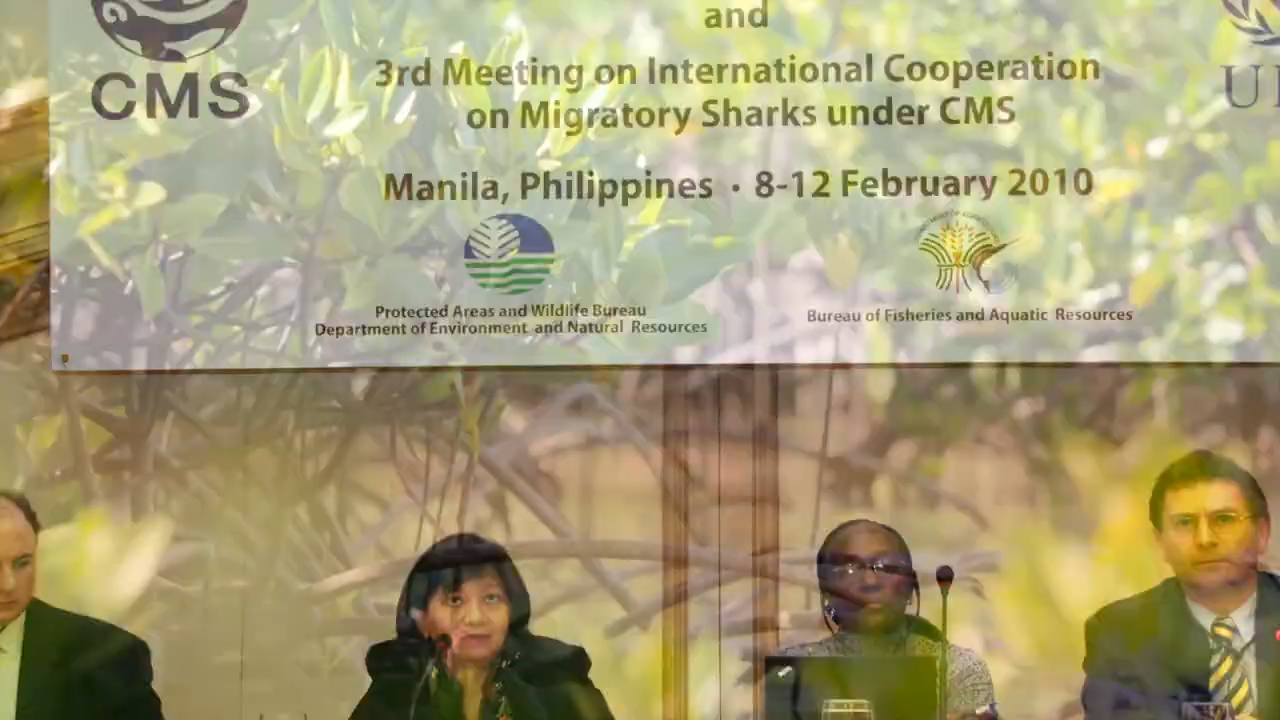 and
CMS
3rd Meeting on International Cooperation
on Migratory Sharks under CMS
Manila, Philippines · 8-12 February 2010
Protected Areas and Wildlife Bureau
Department of Environment and Natural Resources
Bureau of Fisheries and Aquatic Resources